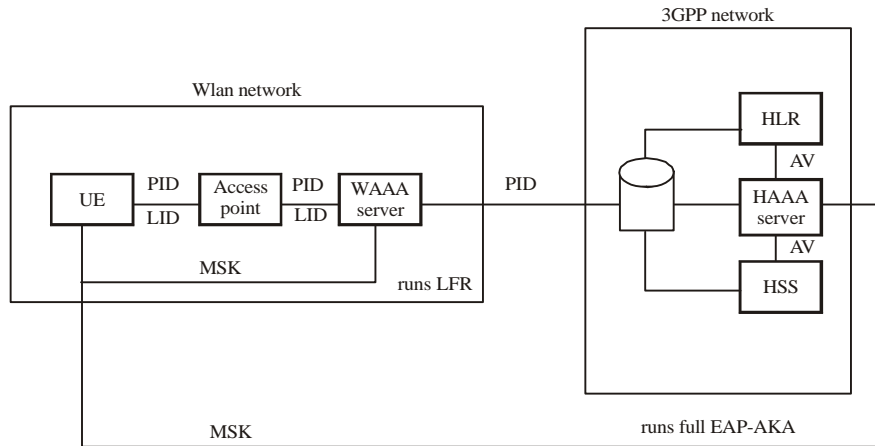 3GPP network
Wlan network
HLR
AV
PID
PID
PID
UE
Access
point
WAAA
server
HAAA
server
LID
LID
AV
MSK
runs LFR
HSS
MSK
runs full EAP-AKA